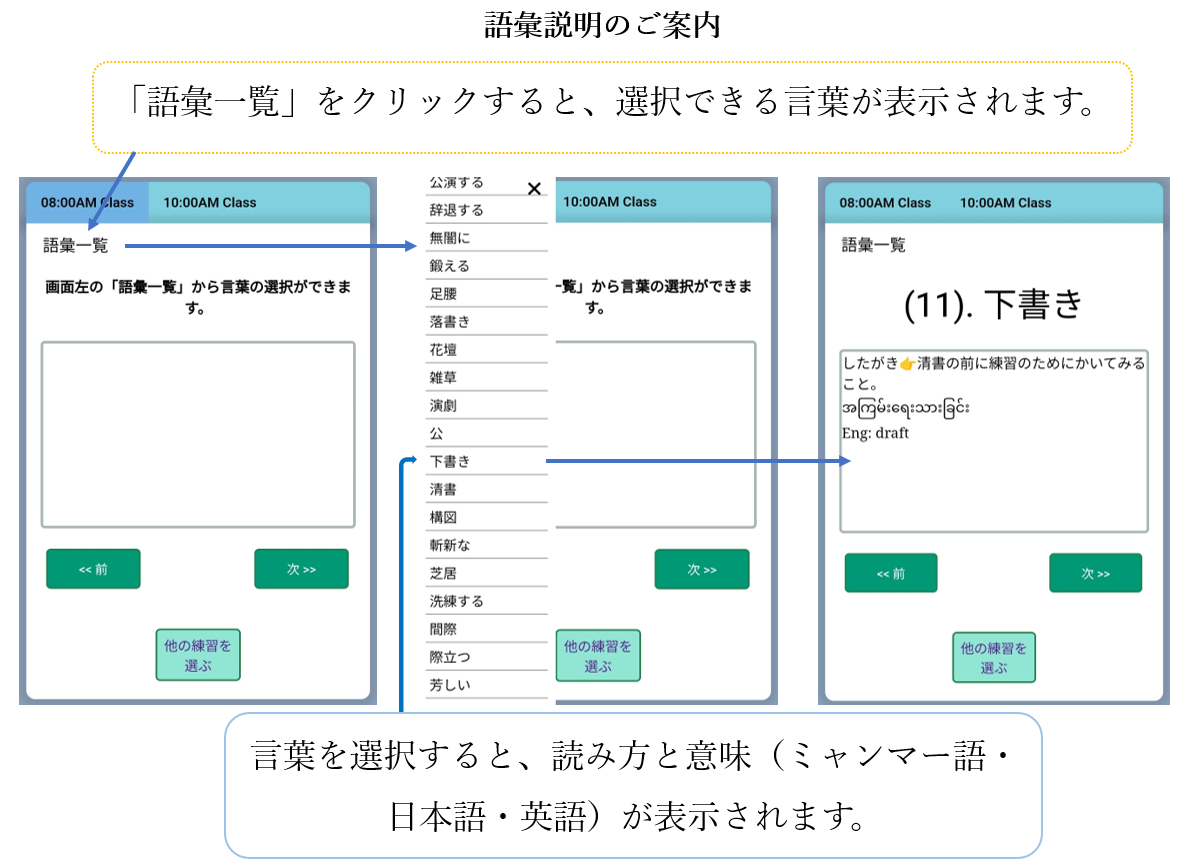 語彙説明のご案内
「語彙一覧」をクリックすると、選択できる言葉が表示されます。
08:00AM Class 10:00AM Class
語彙一覧
画面左の「語彙一覧」から言葉の選択ができま
す。
<< 前 次 >>
他の練習を
選ぶ
公演する
×
辞退する
無闇に
鍛える
足腰
落書き
花壇
雑草
演劇
公
下書き
清書
構図
斬新な
芝居
洗練する
間際
際立つ
芳しい
10:00AM Class
一覧」から言葉の選択ができま
す。
次 >>
他の練習を
選ぶ
08:00AM Class 10:00AM Class
語彙一覧
(11). 下書き
したがき👉清書の前に練習のためにかいてみる
こと。
အကြမ်းရေးသားခြင်း
Eng: draft
<< 前 次 >>
他の練習を
選ぶ
言葉を選択すると、読み方と意味（ミャンマー語・
日本語・英語）が表示されます。